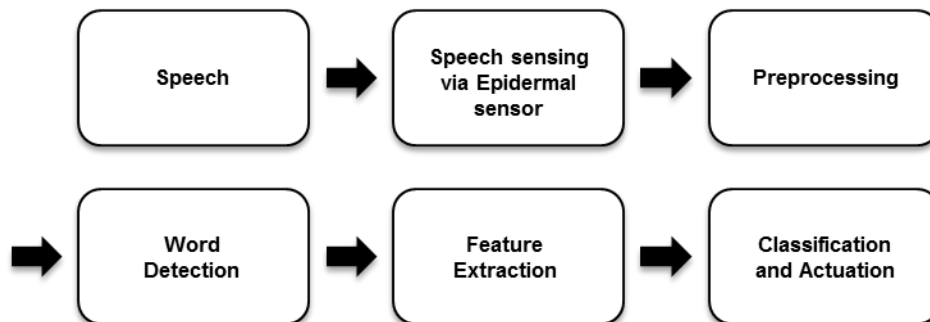 Speech
Speech sensing
via Epidermal
sensor
Preprocessing
Word
Detection
Feature
Extraction
Classification
and Actuation